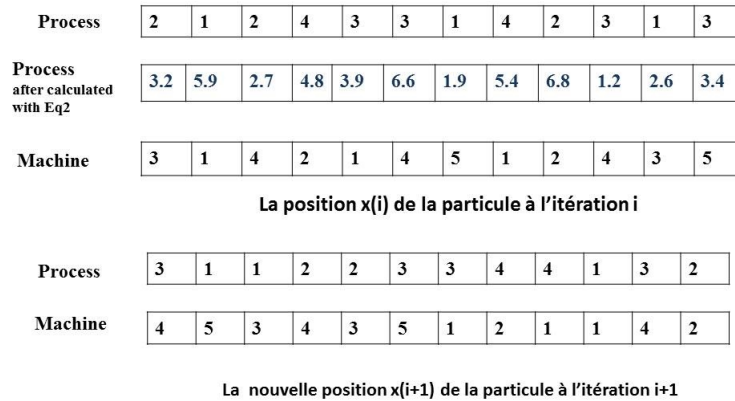 Process 2 1 2 4 3 3 1 4 2 3 1 3
Process
after calculated
with Eq2
3.2 5.9 2.7 4.8 3.9 6.6 1.9 5.4 6.8 1.2 2.6 3.4
Machine 3 1 4 2 1 4 5 1 2 4 3 5
La position x(i) de la particule à l'itération i
Process 3 1 1 2 2 3 3 4 4 1 3 2
Machine 4 5 3 4 3 5 1 2 1 1 4 2
La nouvelle position x(i+1) de la particule à l'itération i+1